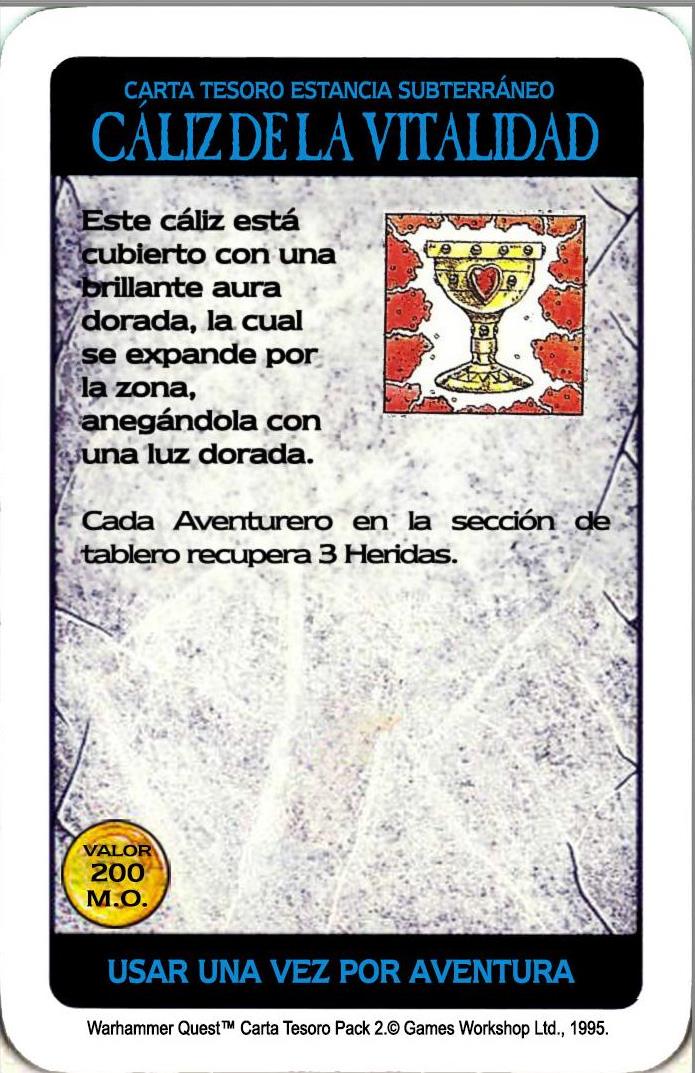 CARTA TESORO ESTANCIA SUBTERRÁNEO
CÁLIZ DE LA VITALIDAD
Este cáliz está
cubierto con una
brillante aura
dorada, la cual
se expande por
la zona,
anegándola con
una luz dorada.
Cada Aventurero en la sección de
tablero recupera 3 Heridas.
VALOR
200
M.O.
USAR UNA VEZ POR AVENTURA
Warhammer Quest™ Carta Tesoro Pack 2.© Games Workshop Ltd., 1995.